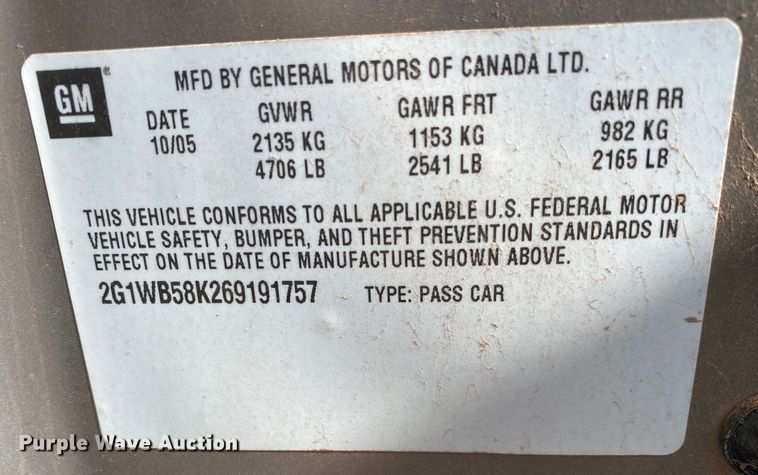 GM
®
MFD BY GENERAL MOTORS OF CANADA LTD.
DATE GVWR GAWR FRT GAWR RR
10/05 2135 KG 1153 KG 982 KG
4706 LB 2541 LB 2165 LB
THIS VEHICLE CONFORMS TO ALL APPLICABLE U.S. FEDERAL MOTOR
VEHICLE SAFETY, BUMPER, AND THEFT PREVENTION STANDARDS IN
EFFECT ON THE DATE OF MANUFACTURE SHOWN ABOVE.
2G1WB58K269191757 TYPE: PASS CAR
Purple Wave Auction